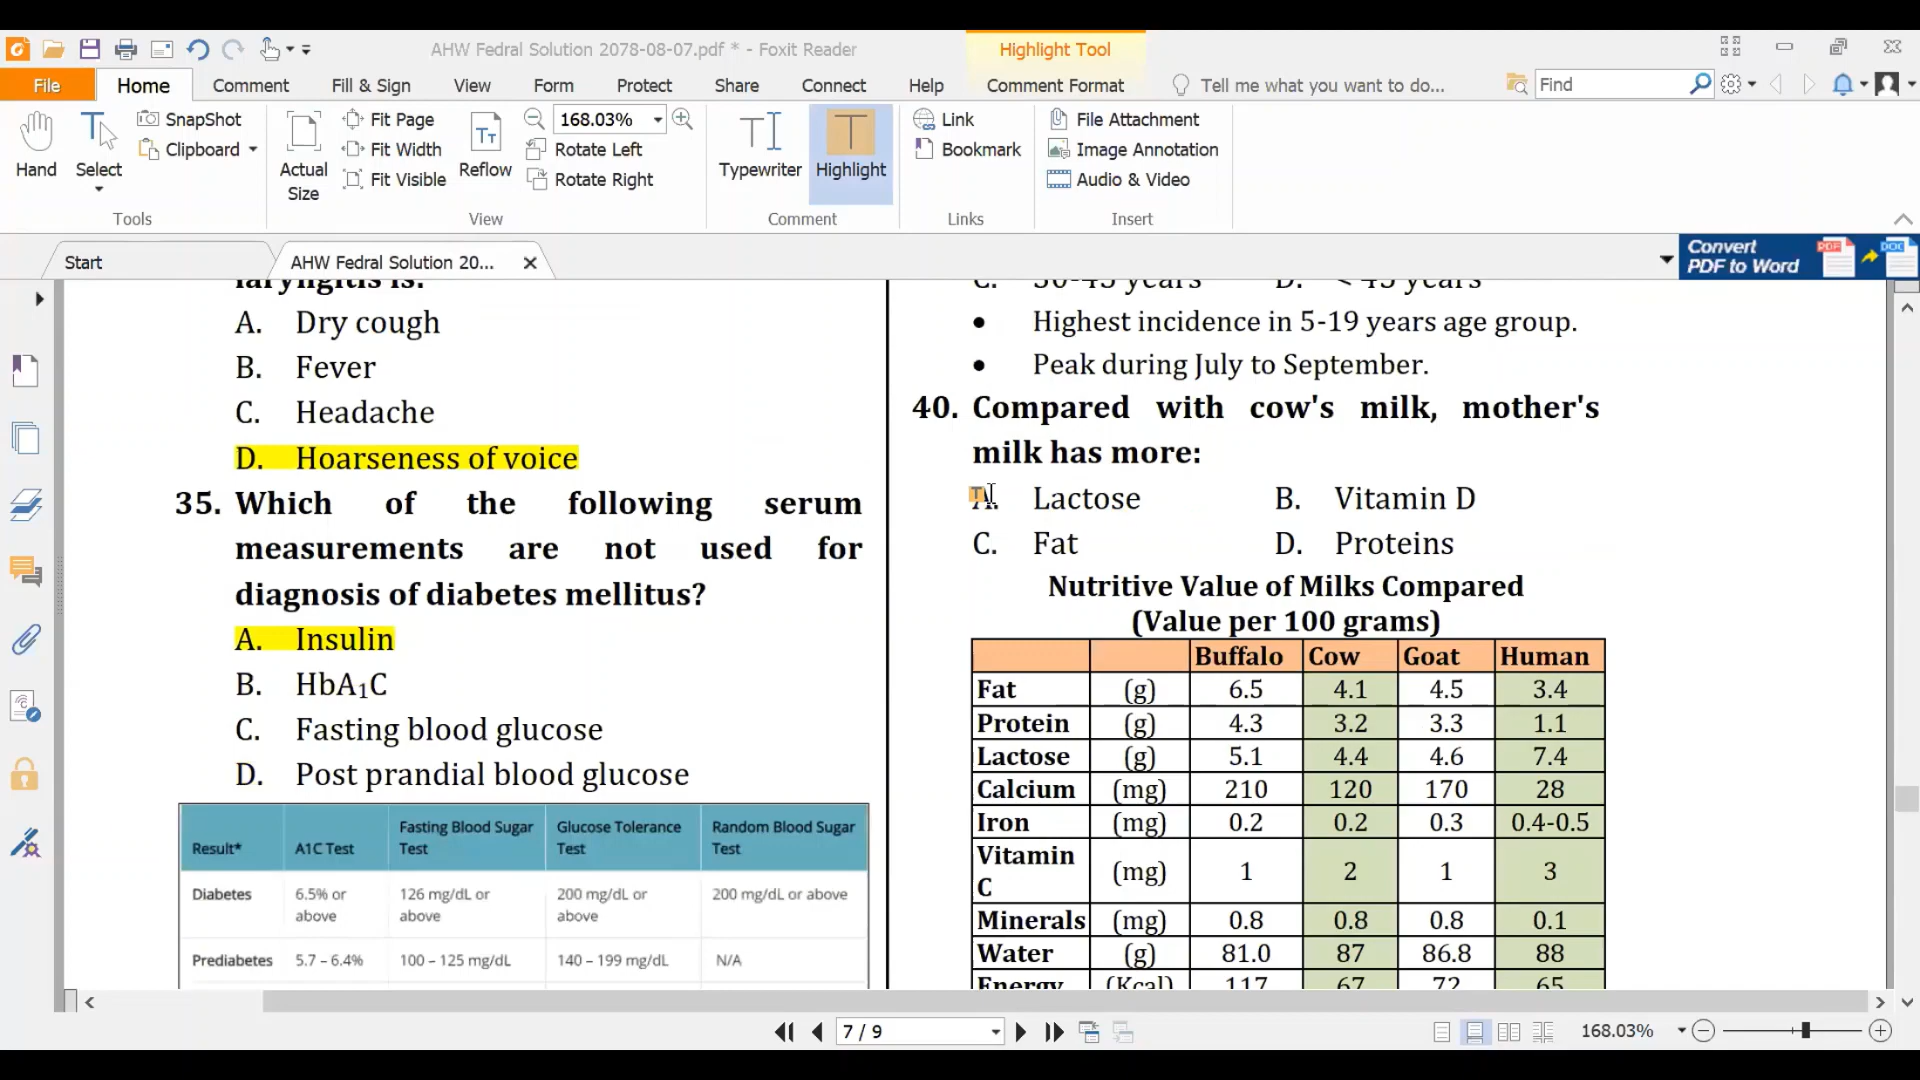 AHW Fedral Solution 2078-08-07.pdf * - Foxit Reader
Highlight Tool
File
Home
Comment
Fill & Sign
View
Form
Protect
Share
Connect
Help
Comment Format
Tell me what you want to do...
Find
Hand
Select
SnapShot
Clipboard
Tools
Actual
Size
Fit Page
Fit Width
Fit Visible
Reflow
168.03%
Rotate Left
Rotate Right
View
Typewriter
Highlight
Comment
Link
Bookmark
Links
File Attachment
Image Annotation
Audio & Video
Insert
Start
AHW Fedral Solution 20...
Convert
PDF to Word
laryngitis is:
A. Dry cough
B. Fever
C. Headache
D. Hoarseness of voice
35. Which of the following serum
measurements are not used for
diagnosis of diabetes mellitus?
A. Insulin
B. HbA₁C
C. Fasting blood glucose
D. Post prandial blood glucose
Result* A1C Test Fasting Blood Sugar Test Glucose Tolerance Test Random Blood Sugar Test
Diabetes 6.5% or above 126 mg/dL or above 200 mg/dL or above 200 mg/dL or above
Prediabetes 5.7 – 6.4% 100 – 125 mg/dL 140 – 199 mg/dL N/A
C. 30-45 years D. < 45 years
• Highest incidence in 5-19 years age group.
• Peak during July to September.
40. Compared with cow's milk, mother's
milk has more:
A. Lactose B. Vitamin D
C. Fat D. Proteins
Nutritive Value of Milks Compared
(Value per 100 grams)
Buffalo Cow Goat Human
Fat (g) 6.5 4.1 4.5 3.4
Protein (g) 4.3 3.2 3.3 1.1
Lactose (g) 5.1 4.4 4.6 7.4
Calcium (mg) 210 120 170 28
Iron (mg) 0.2 0.2 0.3 0.4-0.5
Vitamin C (mg) 1 2 1 3
Minerals (mg) 0.8 0.8 0.8 0.1
Water (g) 81.0 87 86.8 88
Energy (Kcal) 117 67 72 65
7 / 9
168.03%